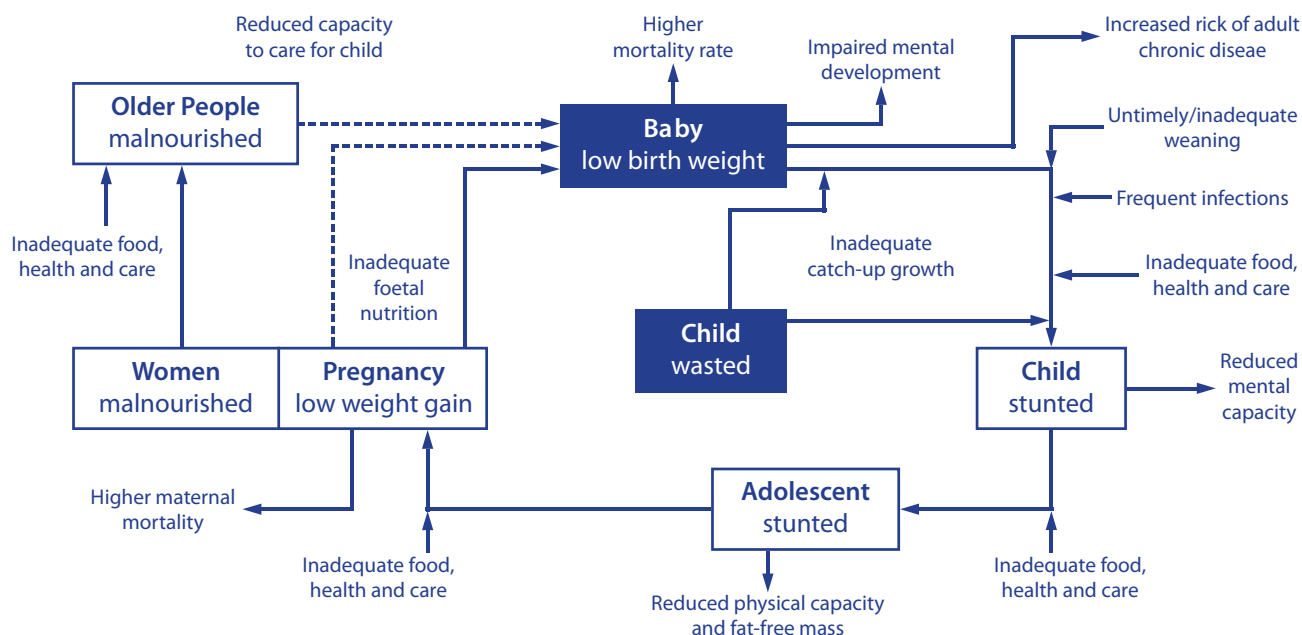 Reduced capacity
to care for child
Higher
mortality rate
Impaired mental
development
Increased rick of adult
chronic diseae
Older People
malnourished
Baby
low birth weight
Untimely/inadequate
weaning
Frequent infections
Inadequate food,
health and care
Inadequate
foetal
nutrition
Inadequate
catch-up growth
Inadequate food,
health and care
Child
wasted
Women
malnourished
Pregnancy
low weight gain
Child
stunted
Reduced
mental
capacity
Higher maternal
mortality
Adolescent
stunted
Inadequate food,
health and care
Reduced physical capacity
and fat-free mass
Inadequate food,
health and care